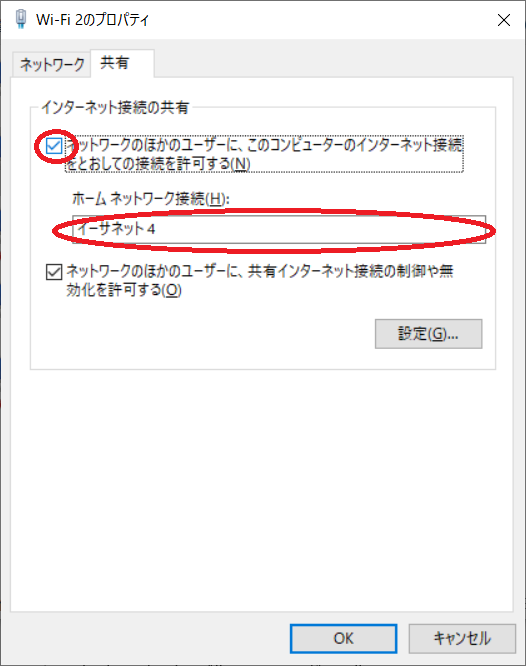 Wi-Fi 2のプロパティ
ネットワーク 共有
インターネット接続の共有
ネットワークのほかのユーザーに、このコンピューターのインターネット接続
をとおしての接続を許可する(N)
ホーム ネットワーク接続(H):
イーサネット 4
ネットワークのほかのユーザーに、共有インターネット接続の制御や無
効化を許可する(O)
設定(G)...
OK キャンセル